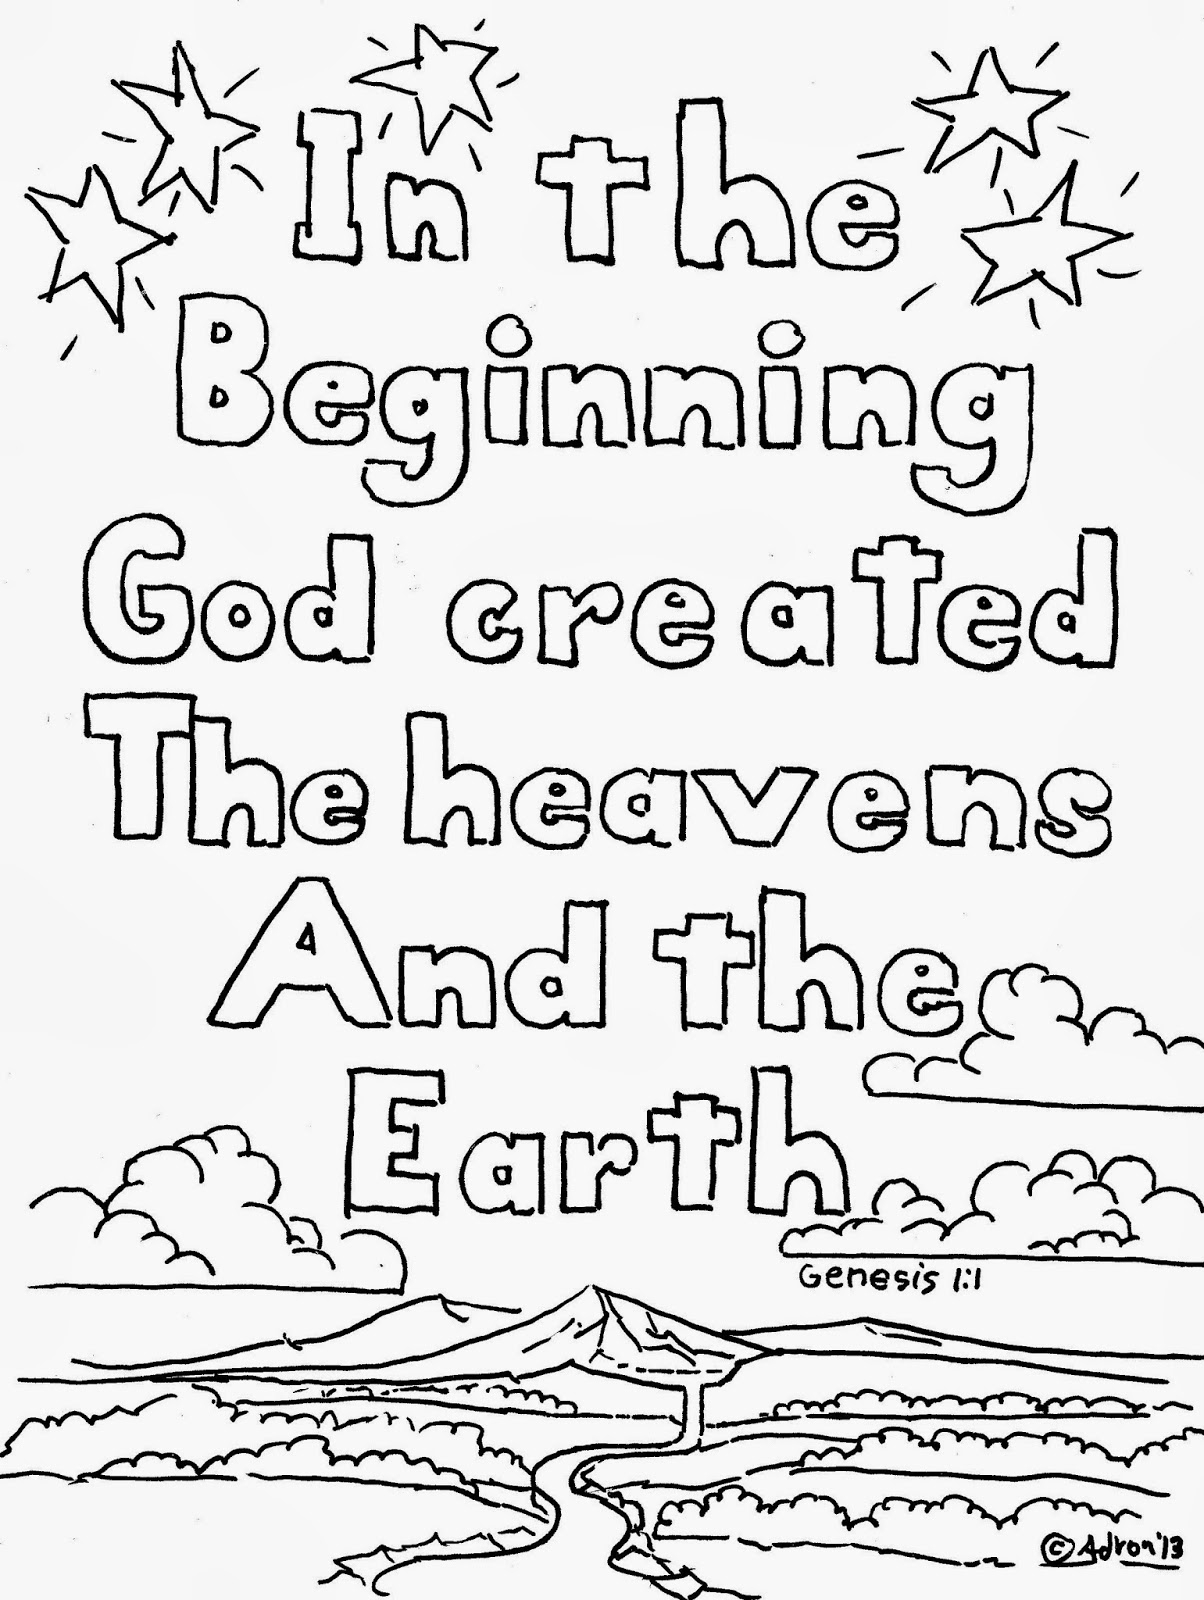 In the
Beginning
God created
The heavens
And the
Earth
Genesis 1:1
© Adron '13